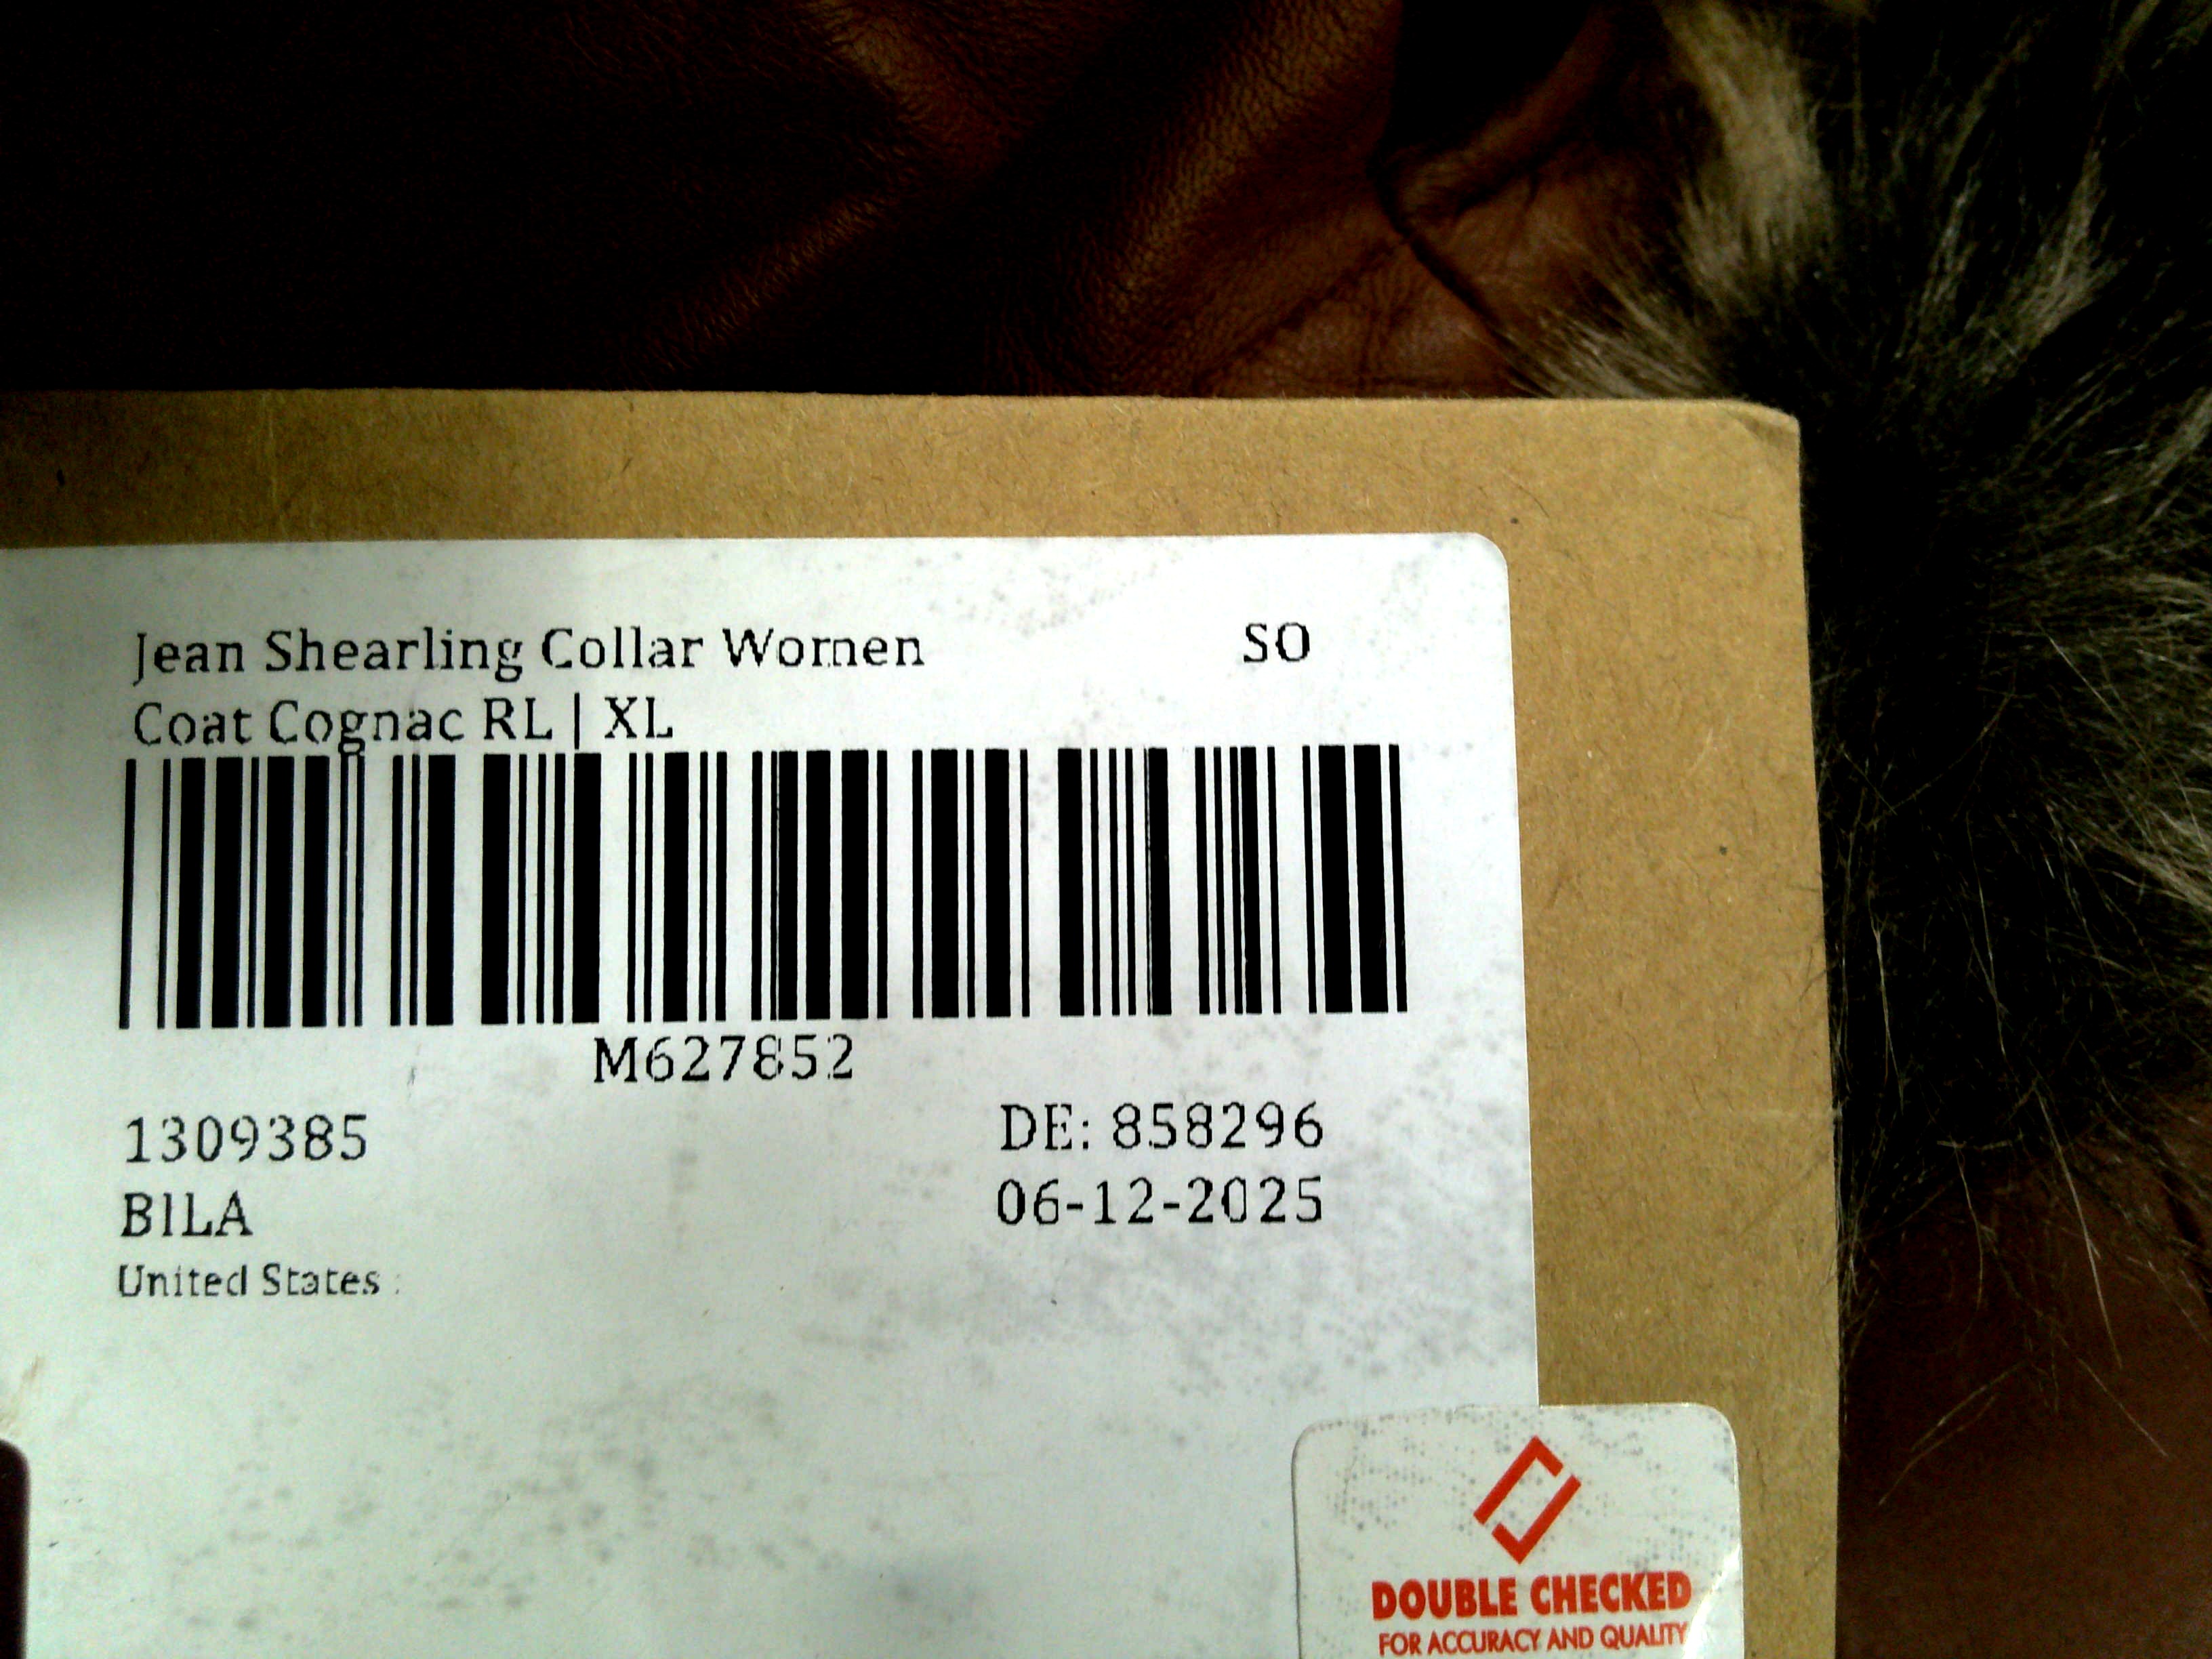 Jean Shearling Collar Women
SO
Coat Cognac RL | XL
M627852
1309385
DE: 858296
BILA
06-12-2025
United States :
DOUBLE CHECKED
FOR ACCURACY AND QUALITY